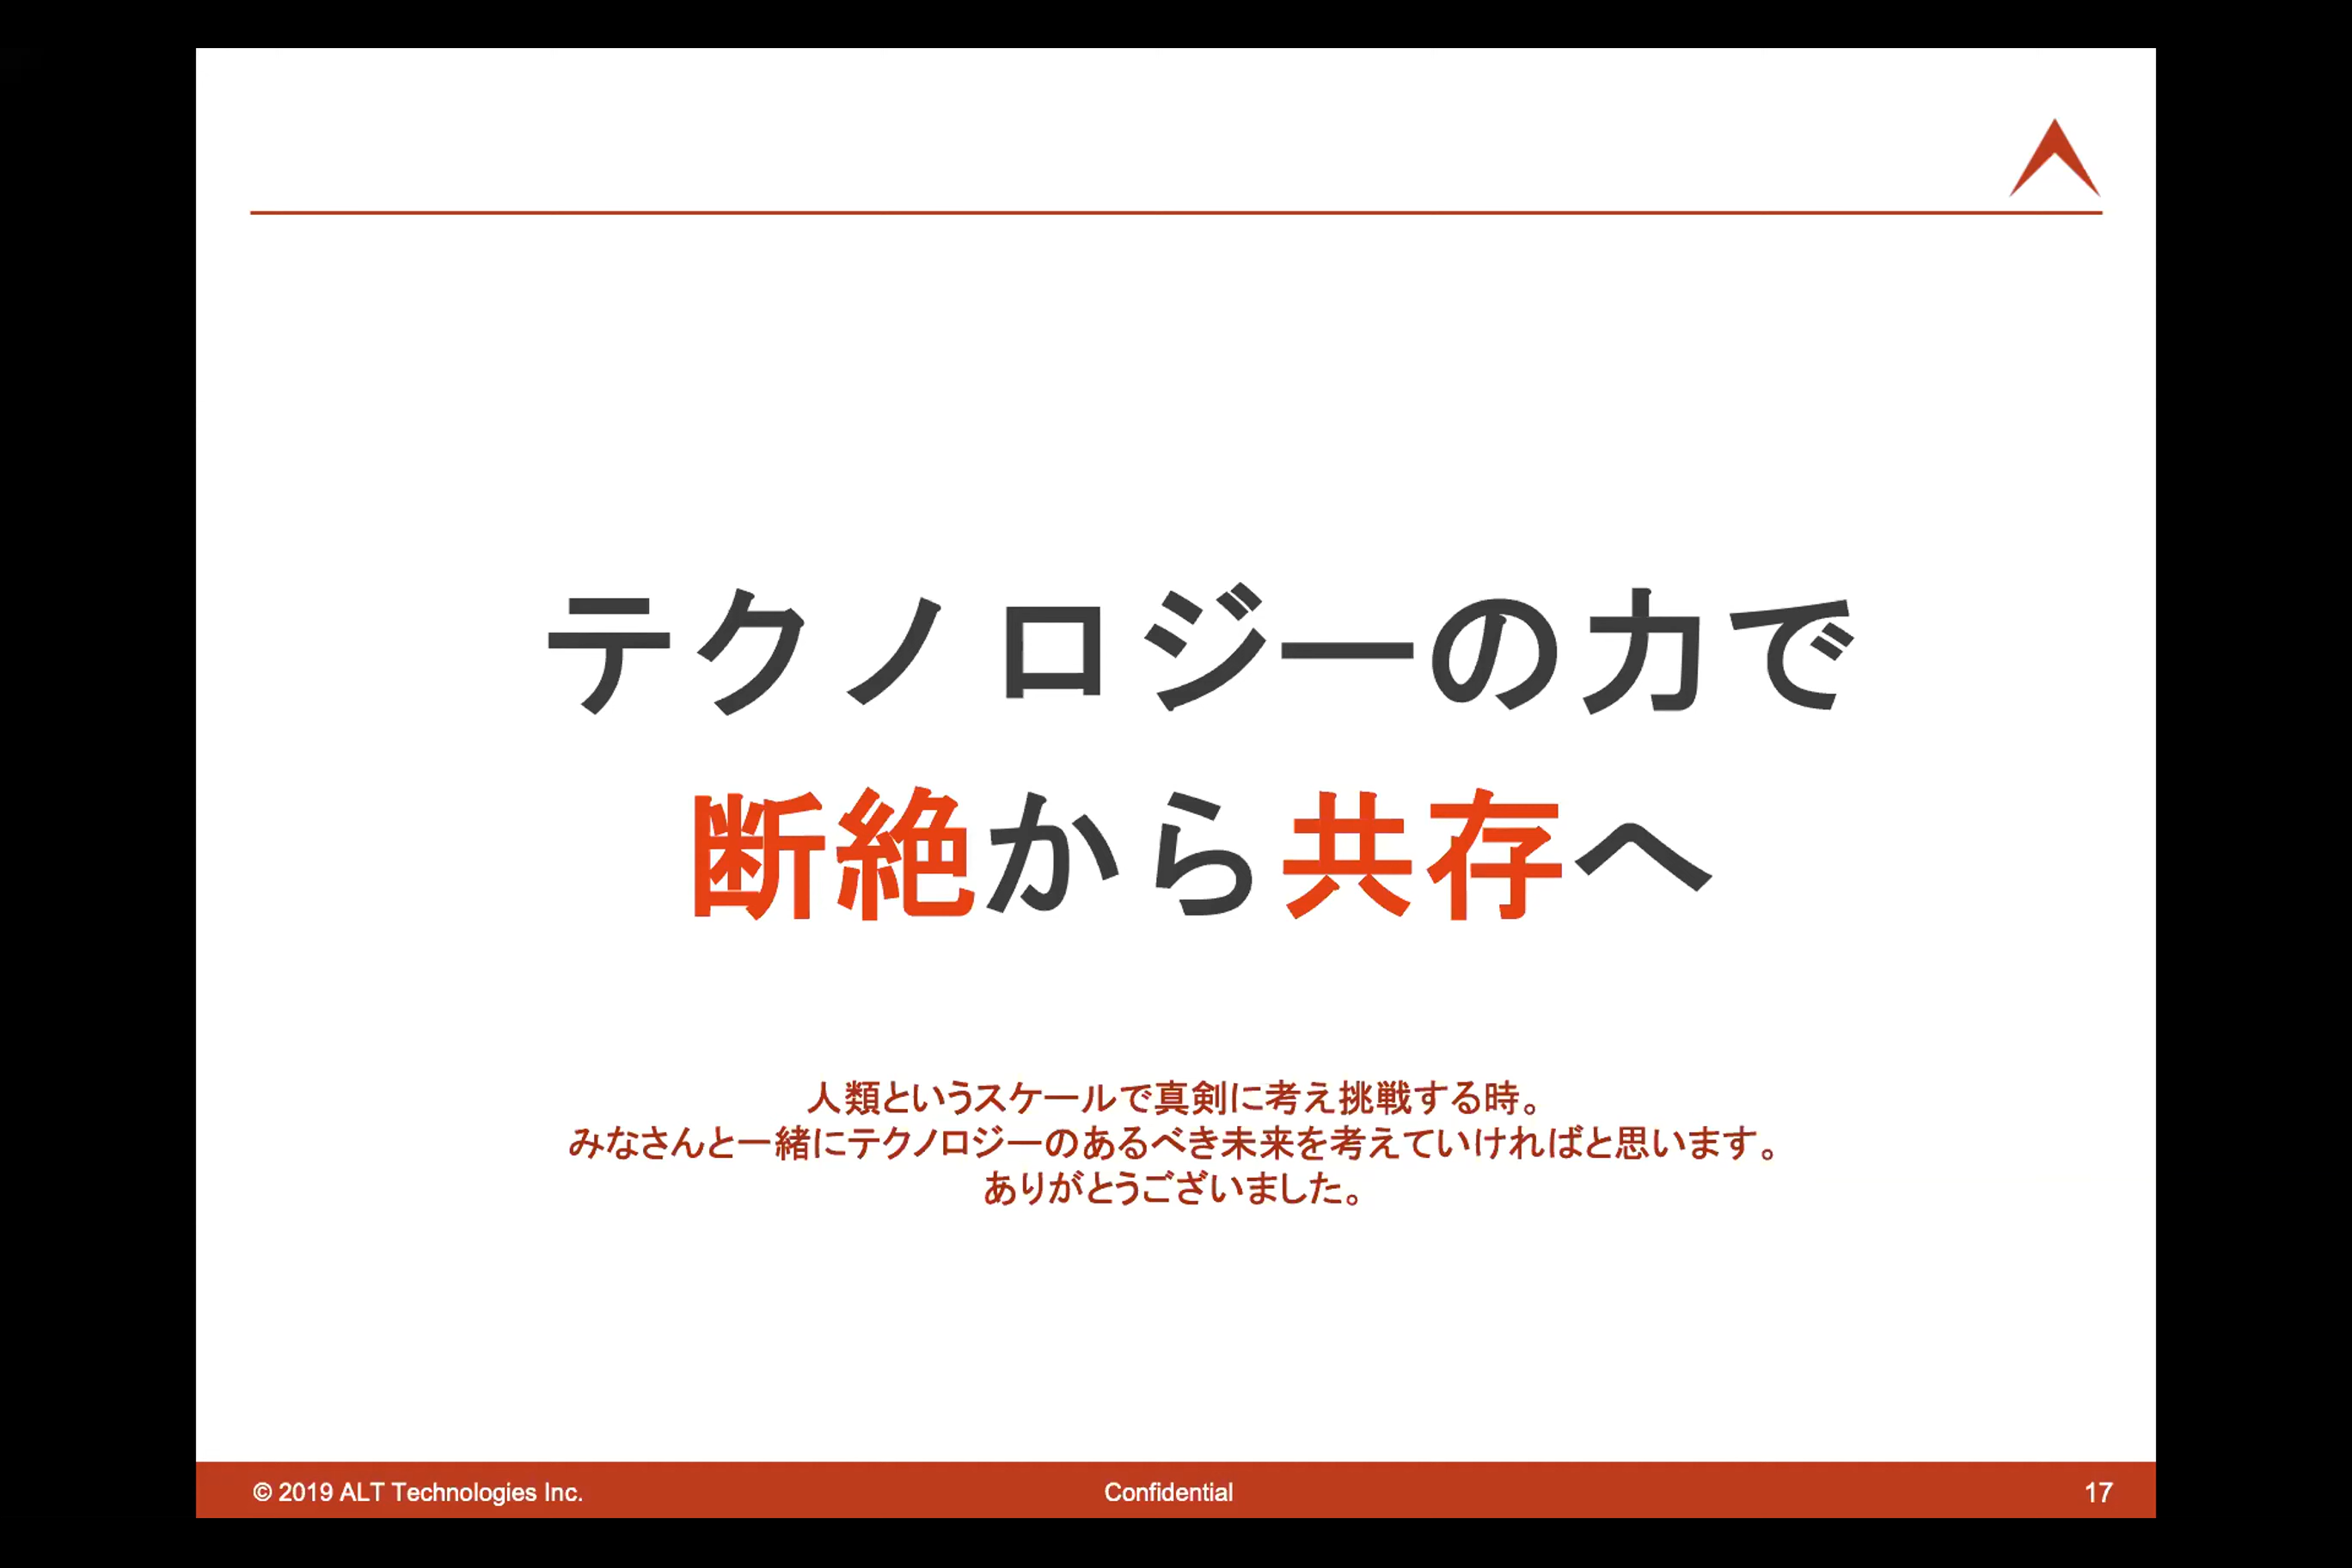 テクノロジーの力で
断絶から共存へ
人類というスケールで真剣に考え挑戦する時。
みなさんと一緒にテクノロジーのあるべき未来を考えていければと思います。
ありがとうございました。
© 2019 ALT Technologies Inc.
Confidential
17